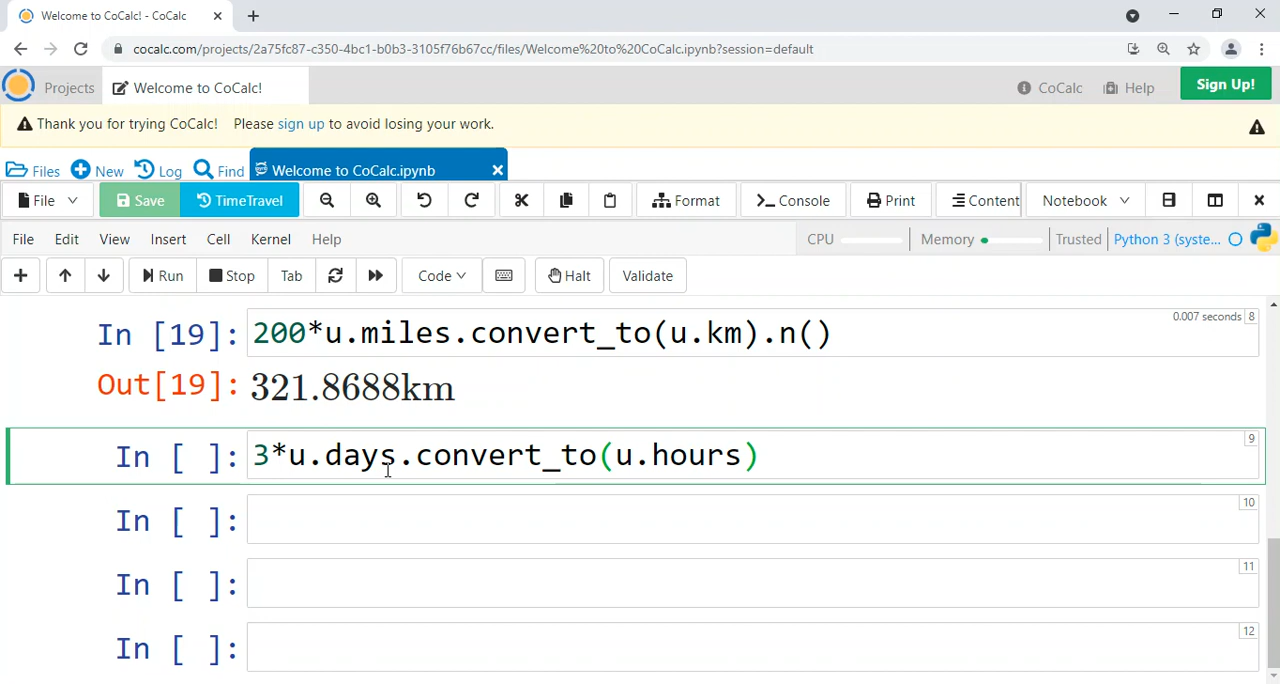 Welcome to CoCalc! - CoCalc
cocalc.com/projects/2a75fc87-c350-4bc1-b0b3-3105f76b67cc/files/Welcome%20to%20CoCalc.ipynb?session=default
Projects Welcome to CoCalc! CoCalc Help Sign Up!
Thank you for trying CoCalc! Please sign up to avoid losing your work.
Files New Log Find Welcome to CoCalc.ipynb
File Save TimeTravel Format Console Print Content Notebook
File Edit View Insert Cell Kernel Help CPU Memory Trusted Python 3 (syste...
Run Stop Tab Code Halt Validate
In [19]: 200*u.miles.convert_to(u.km).n() 0.007 seconds 8
Out[19]: 321.8688km
In [ ]: 3*u.days.convert_to(u.hours) 9
In [ ]: 10
In [ ]: 11
In [ ]: 12